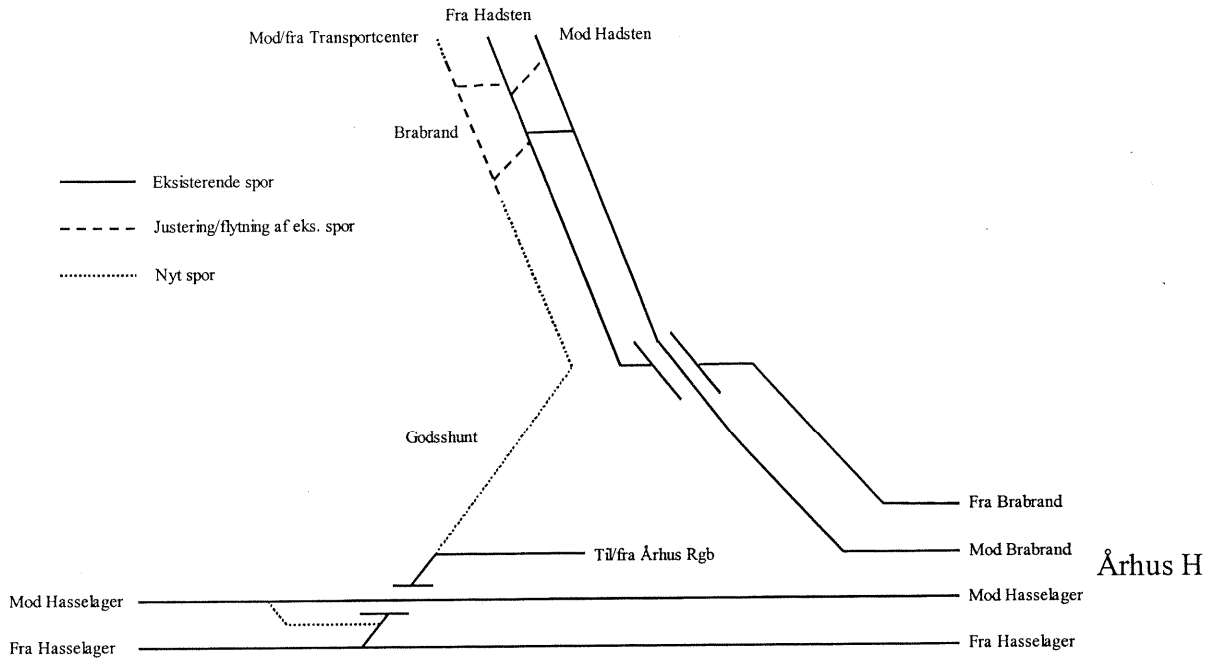 Fra Hadsten
Mod/fra Transportcenter
Mod Hadsten
Brabrand
Eksisterende spor
Justering/flytning af eks. spor
Nyt spor
Godsshunt
Fra Brabrand
Til/fra Århus Rgb
Mod Brabrand
Århus H
Mod Hasselager
Mod Hasselager
Fra Hasselager
Fra Hasselager